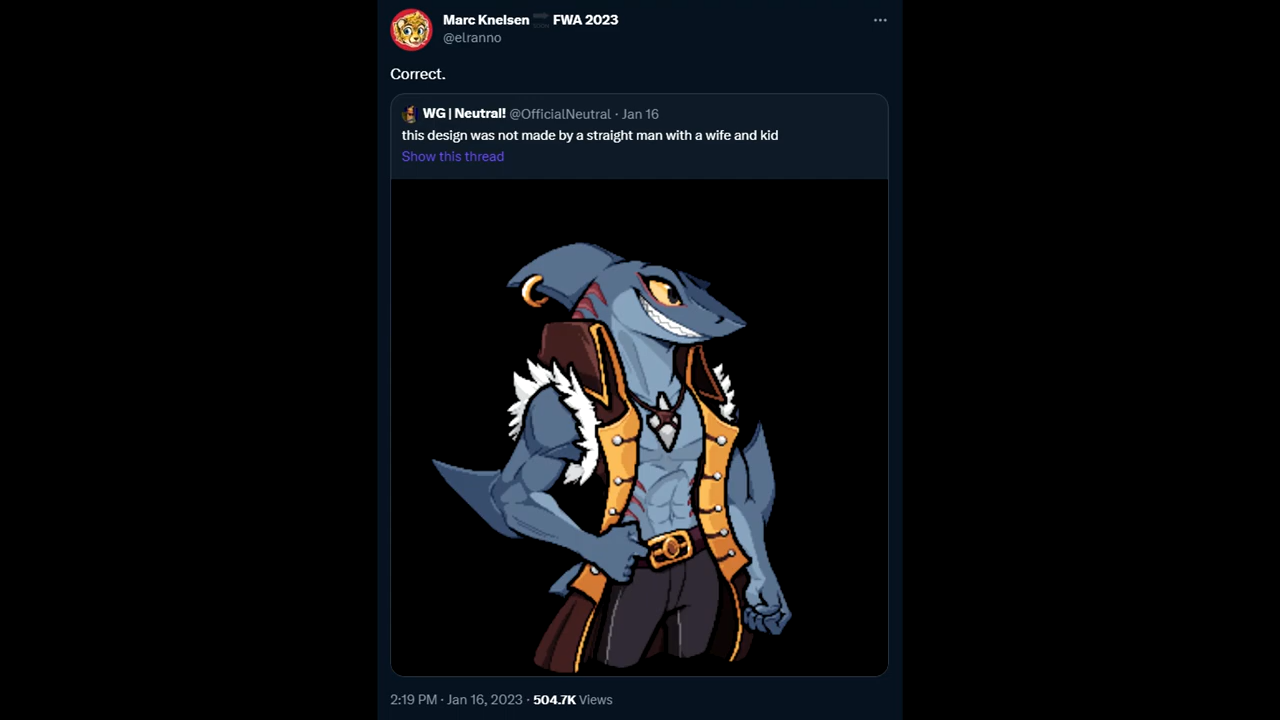 Marc Knelsen FWA 2023
@elranno
Correct.
WG | Neutral! @OfficialNeutral · Jan 16
this design was not made by a straight man with a wife and kid
Show this thread
2:19 PM · Jan 16, 2023 · 504.7K Views